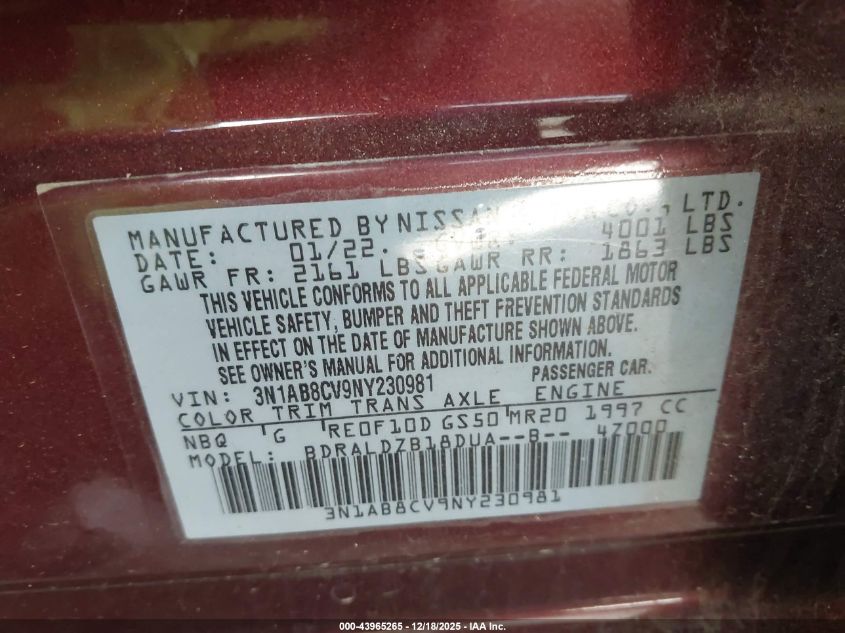 MANUFACTURED BY NISSAN CO., LTD.
DATE: 01/22. 4001 LBS
GAWR FR: 2161 LBS GAWR RR: 1863 LBS
THIS VEHICLE CONFORMS TO ALL APPLICABLE FEDERAL MOTOR
VEHICLE SAFETY, BUMPER AND THEFT PREVENTION STANDARDS
IN EFFECT ON THE DATE OF MANUFACTURE SHOWN ABOVE.
SEE OWNER'S MANUAL FOR ADDITIONAL INFORMATION.
VIN: 3N1AB8CV9NY230981 PASSENGER CAR.
COLOR TRIM TRANS AXLE ENGINE
NBQ 'G 'RE0F10D GS50'MR20 1997 CC
MODEL: BDRALDZB18DUA--B-- 4Z000
3N1AB8CV9NY230981
000-43965265 - 12/18/2025 - IAA Inc.